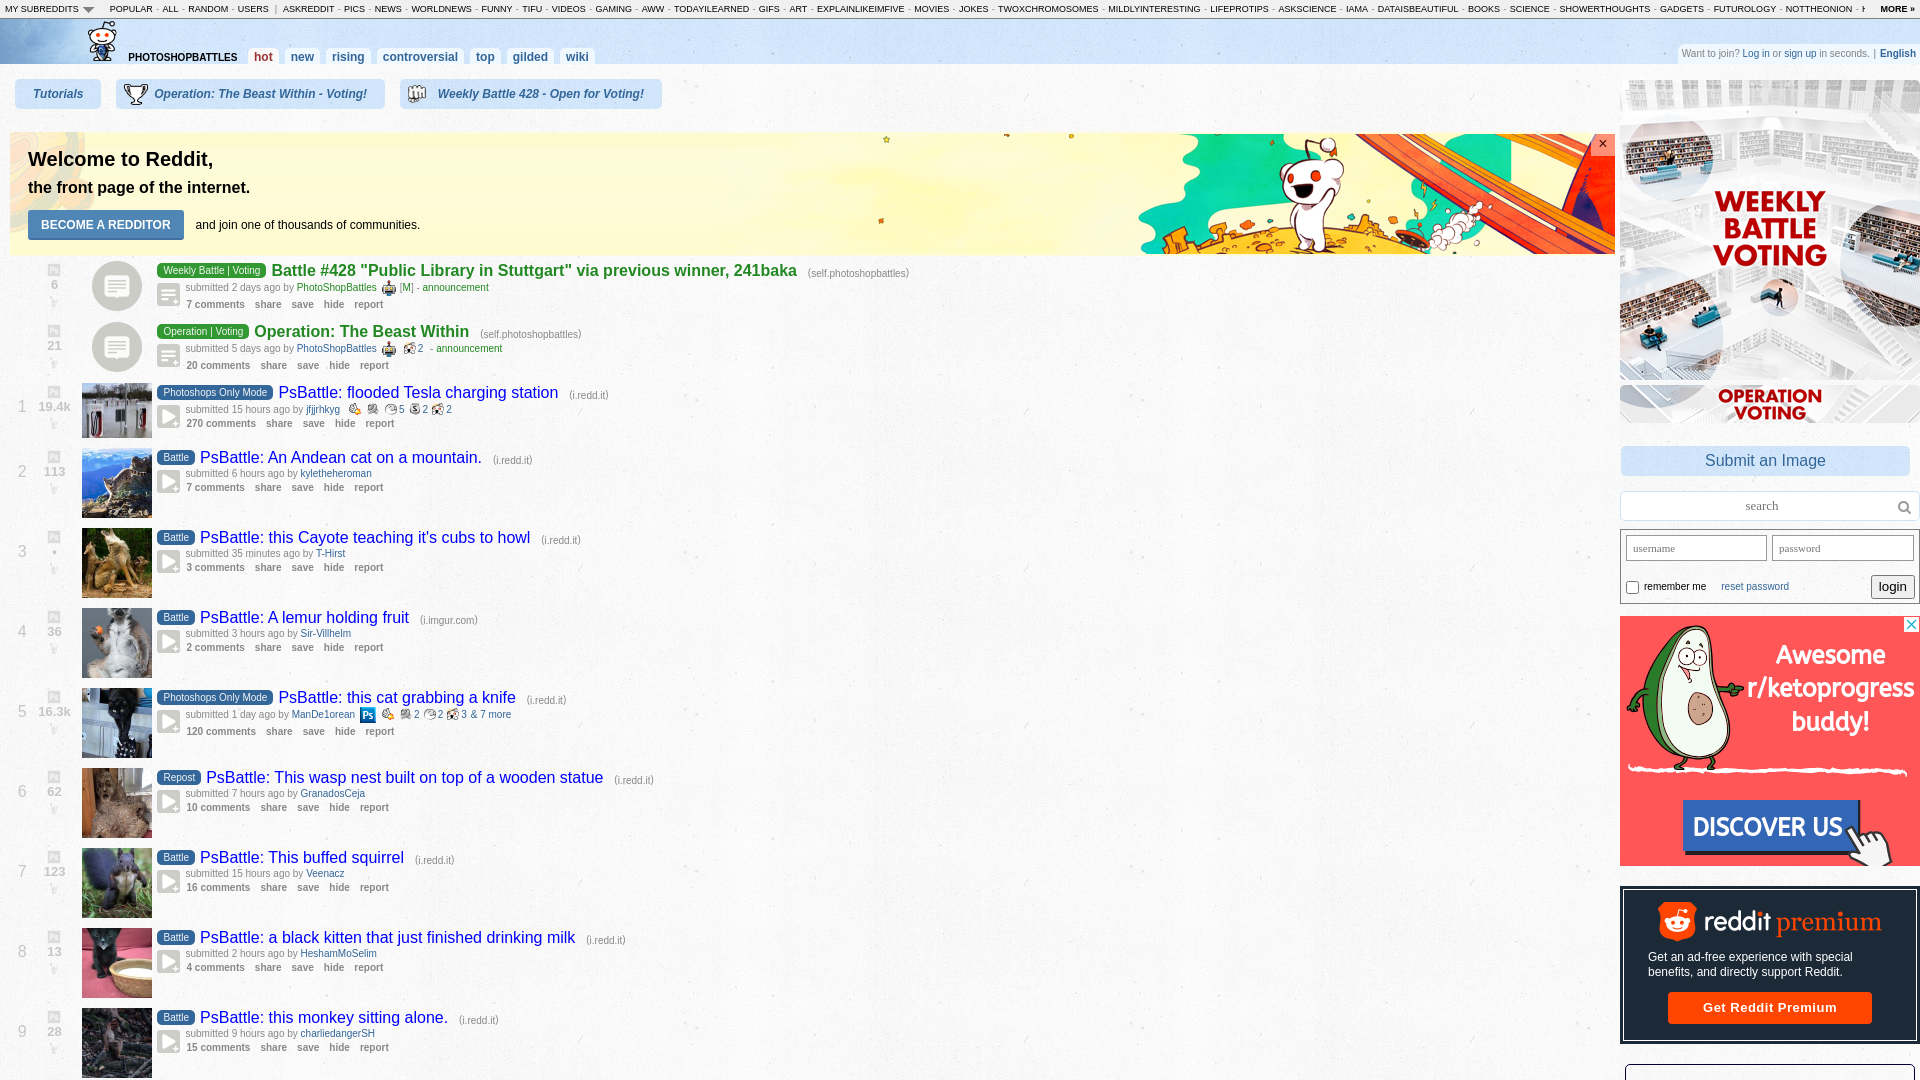 MY SUBREDDITS POPULAR - ALL - RANDOM - USERS | ASKREDDIT - PICS - NEWS - WORLDNEWS - FUNNY - TIFU - VIDEOS - GAMING - AWW - TODAYILEARNED - GIFS - ART - EXPLAINLIKEIMFIVE - MOVIES - JOKES - TWOXCHROMOSOMES - MILDLYINTERESTING - LIFEPROTIPS - ASKSCIENCE - IAMA - DATAISBEAUTIFUL - BOOKS - SCIENCE - SHOWERTHOUGHTS - GADGETS - FUTUROLOGY - NOTTHEONION - MORE »
PHOTOSHOPBATTLES hot new rising controversial top gilded wiki
Want to join? Log in or sign up in seconds. | English
Tutorials
Operation: The Beast Within - Voting!
Weekly Battle 428 - Open for Voting!
Welcome to Reddit,
the front page of the internet.
BECOME A REDDITOR and join one of thousands of communities.
×
6
Weekly Battle | Voting Battle #428 "Public Library in Stuttgart" via previous winner, 241baka (self.photoshopbattles)
submitted 2 days ago by PhotoShopBattles [M] - announcement
7 comments share save hide report
21
Operation | Voting Operation: The Beast Within (self.photoshopbattles)
submitted 5 days ago by PhotoShopBattles 2 - announcement
20 comments share save hide report
1 19.4k
Photoshops Only Mode PsBattle: flooded Tesla charging station (i.redd.it)
submitted 15 hours ago by jfjjrhkyg 5 2 2
270 comments share save hide report
2 113
Battle PsBattle: An Andean cat on a mountain. (i.redd.it)
submitted 6 hours ago by kyletheheroman
7 comments share save hide report
3 •
Battle PsBattle: this Cayote teaching it's cubs to howl (i.redd.it)
submitted 35 minutes ago by T-Hirst
3 comments share save hide report
4 36
Battle PsBattle: A lemur holding fruit (i.imgur.com)
submitted 3 hours ago by Sir-Villhelm
2 comments share save hide report
5 16.3k
Photoshops Only Mode PsBattle: this cat grabbing a knife (i.redd.it)
submitted 1 day ago by ManDe1orean Ps 2 2 3 & 7 more
120 comments share save hide report
6 62
Repost PsBattle: This wasp nest built on top of a wooden statue (i.redd.it)
submitted 7 hours ago by GranadosCeja
10 comments share save hide report
7 123
Battle PsBattle: This buffed squirrel (i.redd.it)
submitted 15 hours ago by Veenacz
16 comments share save hide report
8 13
Battle PsBattle: a black kitten that just finished drinking milk (i.redd.it)
submitted 2 hours ago by HeshamMoSelim
4 comments share save hide report
9 28
Battle PsBattle: this monkey sitting alone. (i.redd.it)
submitted 9 hours ago by charliedangerSH
15 comments share save hide report
WEEKLY
BATTLE
VOTING
OPERATION
VOTING
Submit an Image
search
username password
remember me reset password login
Awesome
r/ketoprogress
buddy!
DISCOVER US
reddit premium
Get an ad-free experience with special
benefits, and directly support Reddit.
Get Reddit Premium